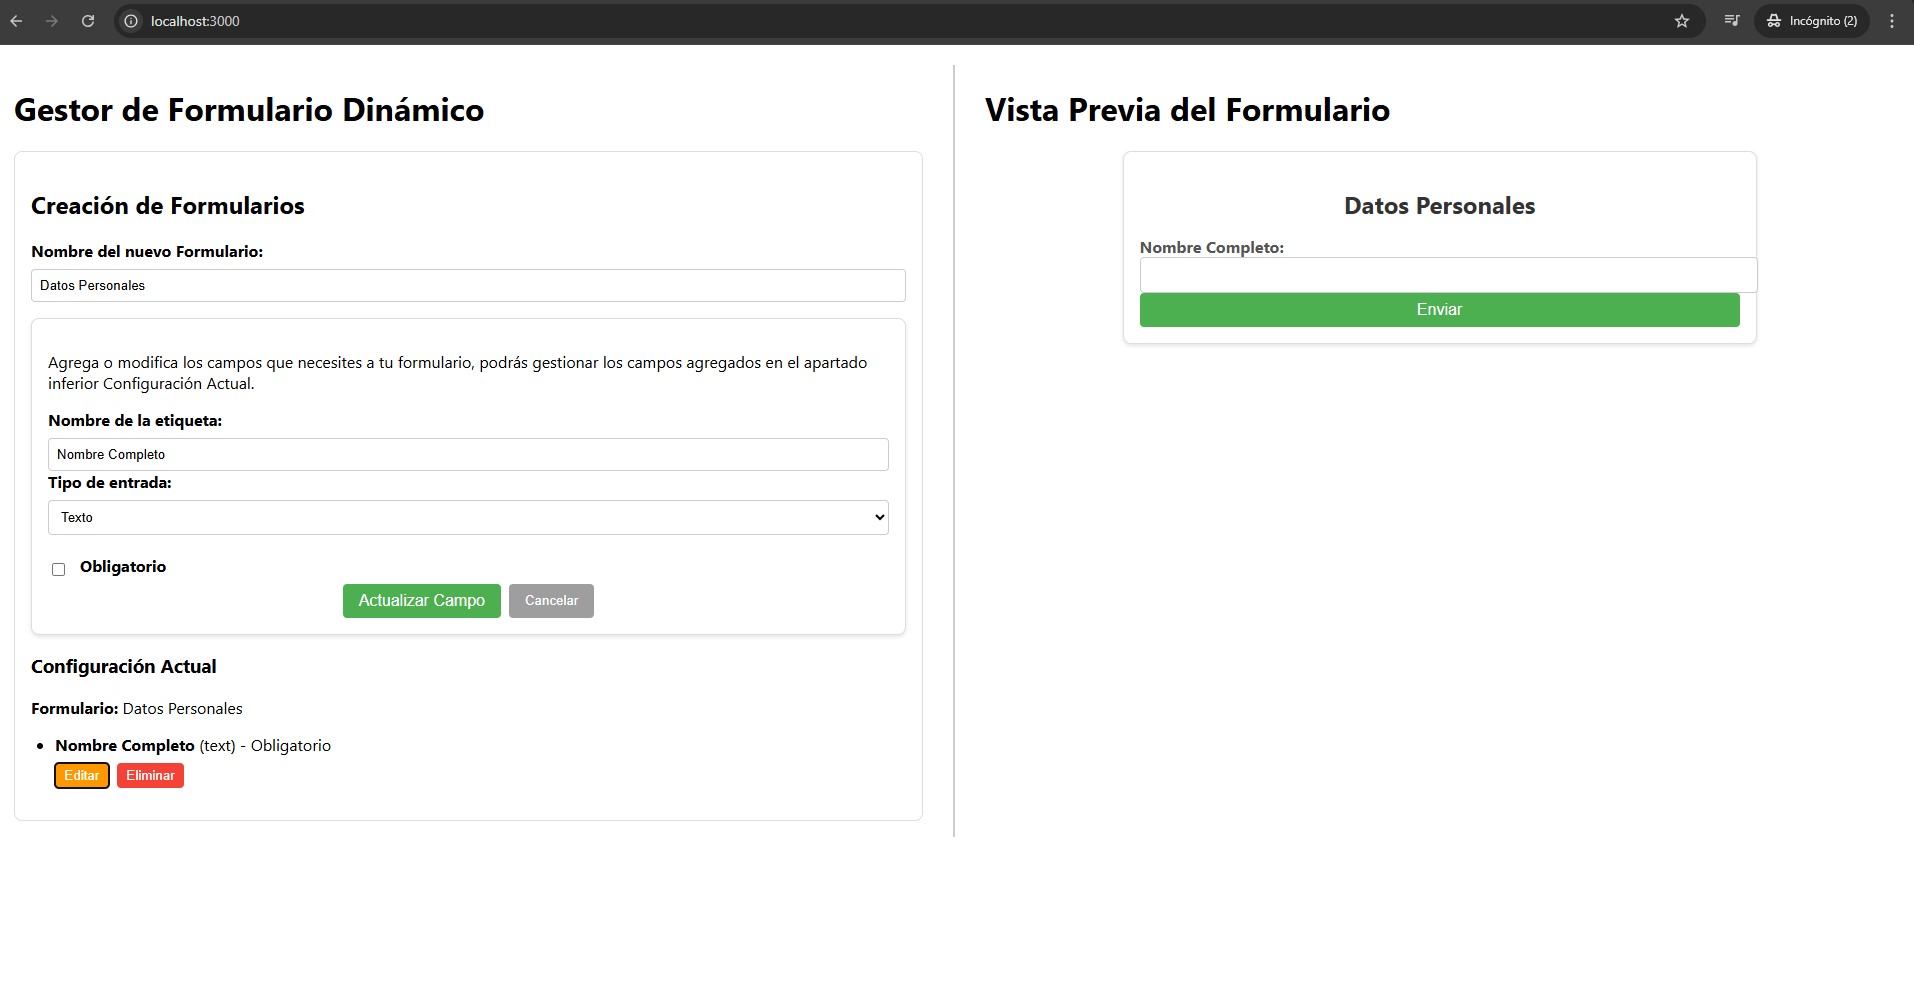 localhost:3000
Incógnito (2)
Gestor de Formulario Dinámico
Creación de Formularios
Nombre del nuevo Formulario:
Datos Personales
Agrega o modifica los campos que necesites a tu formulario, podrás gestionar los campos agregados en el apartado
inferior Configuración Actual.
Nombre de la etiqueta:
Nombre Completo
Tipo de entrada:
Texto
Obligatorio
Actualizar Campo Cancelar
Configuración Actual
Formulario: Datos Personales
Nombre Completo (text) - Obligatorio
Editar Eliminar
Vista Previa del Formulario
Datos Personales
Nombre Completo:
Enviar